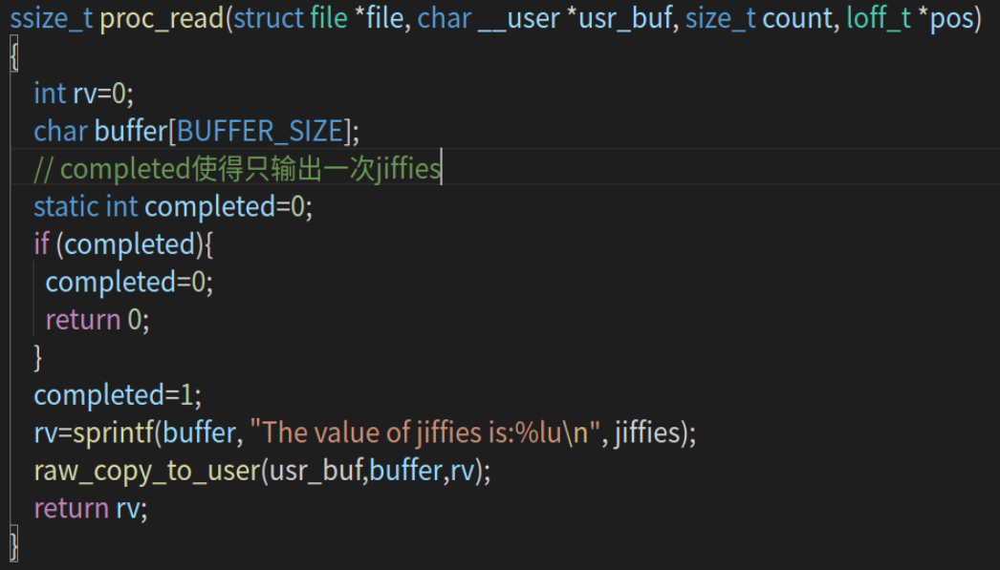 ssize_t proc_read(struct file *file, char __user *usr_buf, size_t count, loff_t *pos)
{
int rv=0;
char buffer[BUFFER_SIZE];
// completed使得只输出一次jiffies
static int completed=0;
if (completed){
completed=0;
return 0;
}
completed=1;
rv=sprintf(buffer, "The value of jiffies is:%lu\n", jiffies);
raw_copy_to_user(usr_buf,buffer,rv);
return rv;
}